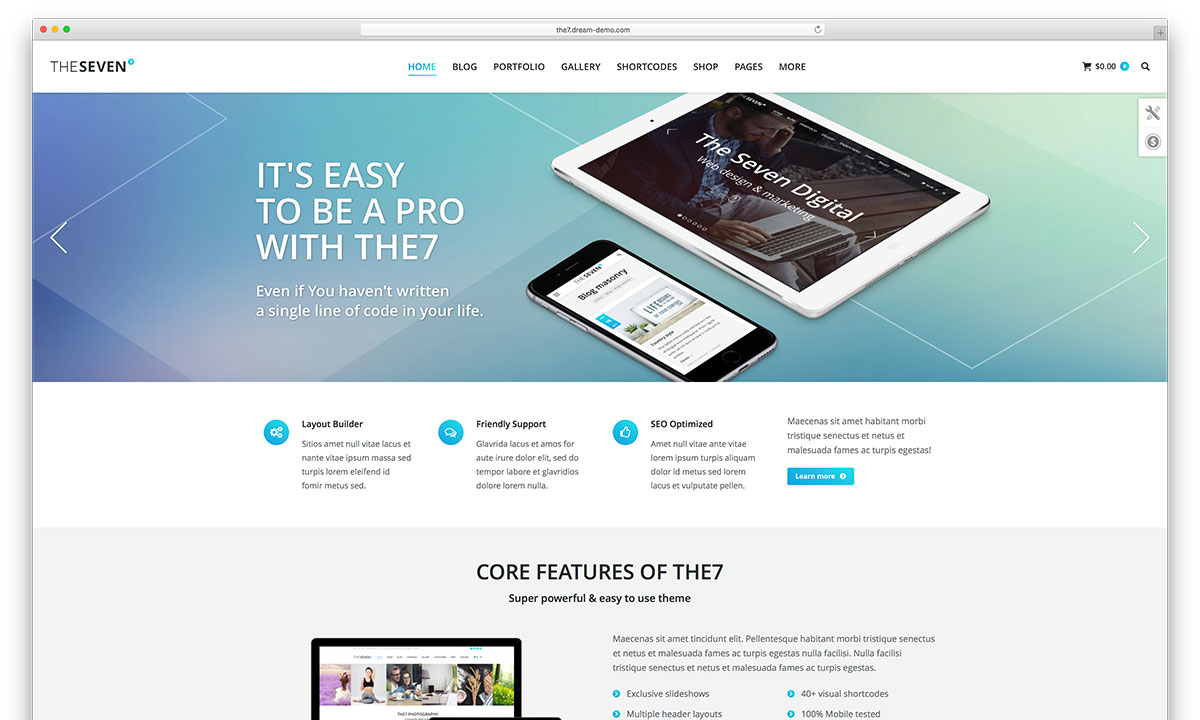 the7.dream-demo.com
THESEVEN
HOME BLOG PORTFOLIO GALLERY SHORTCODES SHOP PAGES MORE
$0.00 0
IT'S EASY
TO BE A PRO
WITH THE7
Even if You haven't written
a single line of code in your life.
The Seven Digital
Web design & marketing
THESEVEN
Blog masonry
LIFE
Country style
Layout Builder
Sitios amet null vitae lacus et
nante vitae ipsum massa sed
turpis lorem eleifend id
fomir metus sed.
Friendly Support
Glavrida lacus et amos for
aute irure dolor elit, sed do
tempor labore et glavridios
dolore lorem nulla.
SEO Optimized
Amet null vitae ante vitae
lorem ipsum turpis aliquam
dolor id metus sed lorem
lacus et vulputate pellen.
Maecenas sit amet habitant morbi
tristique senectus et netus et
malesuada fames ac turpis egestas!
Learn more
CORE FEATURES OF THE7
Super powerful & easy to use theme
THE7 PHOTOGRAPHY
Maecenas sit amet tincidunt elit. Pellentesque habitant morbi tristique senectus
et netus et malesuada fames ac turpis egestas nulla facilisi. Nulla facilisi
tristique senectus et netus et malesuada fames ac turpis egestas.
Exclusive slideshows
40+ visual shortcodes
Multiple header layouts
100% Mobile tested